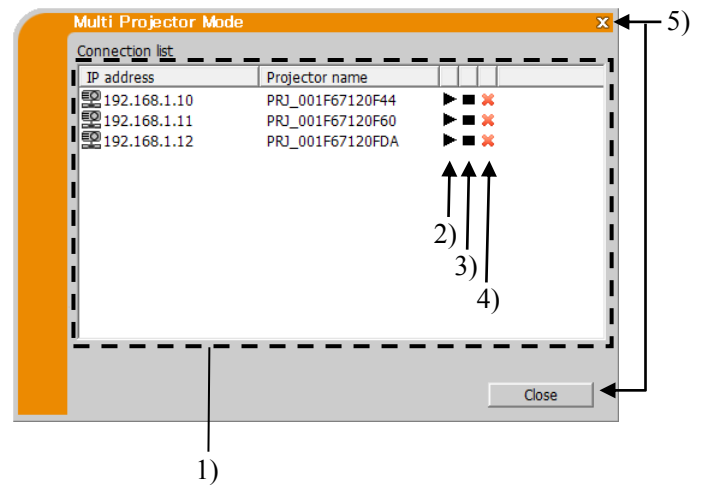 Multi Projector Mode x 5)
Connection list
IP address Projector name
192.168.1.10 PRJ_001F67120F44
192.168.1.11 PRJ_001F67120F60
192.168.1.12 PRJ_001F67120FDA
2)
3)
4)
Close
1)